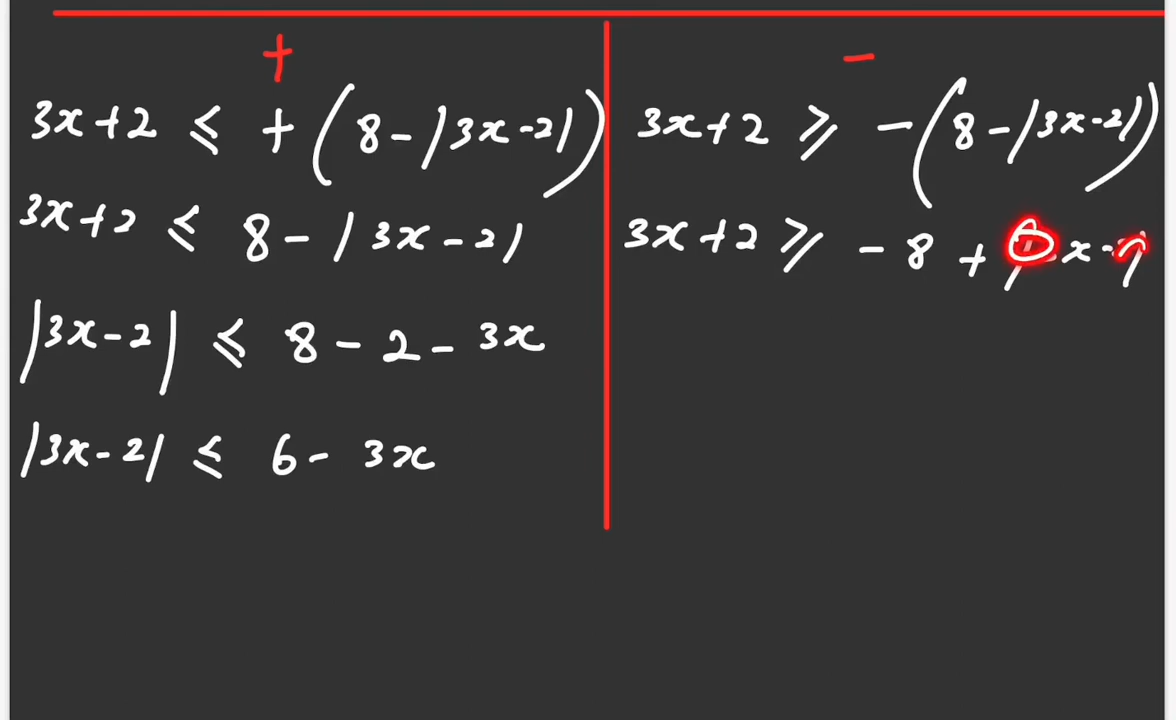 +
3x+2 ≤ +(8-|3x-2|)
3x+2 ≤ 8-|3x-2|
|3x-2| ≤ 8-2-3x
|3x-2| ≤ 6-3x
-
3x+2 ≥ -(8-|3x-2|)
3x+2 ≥ -8+